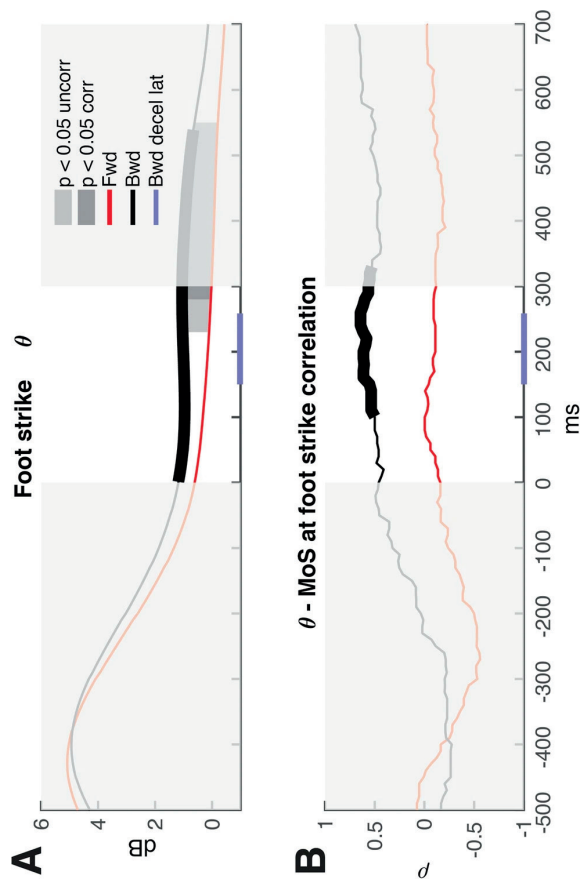 A
Foot strike θ
p < 0.05 uncorr
p < 0.05 corr
Fwd
Bwd
Bwd decel lat
6
4
2
0
dB
B
θ - MoS at foot strike correlation
1
0.5
0
-0.5
-1
ρ
-500 -400 -300 -200 -100 0 100 200 300 400 500 600 700
ms